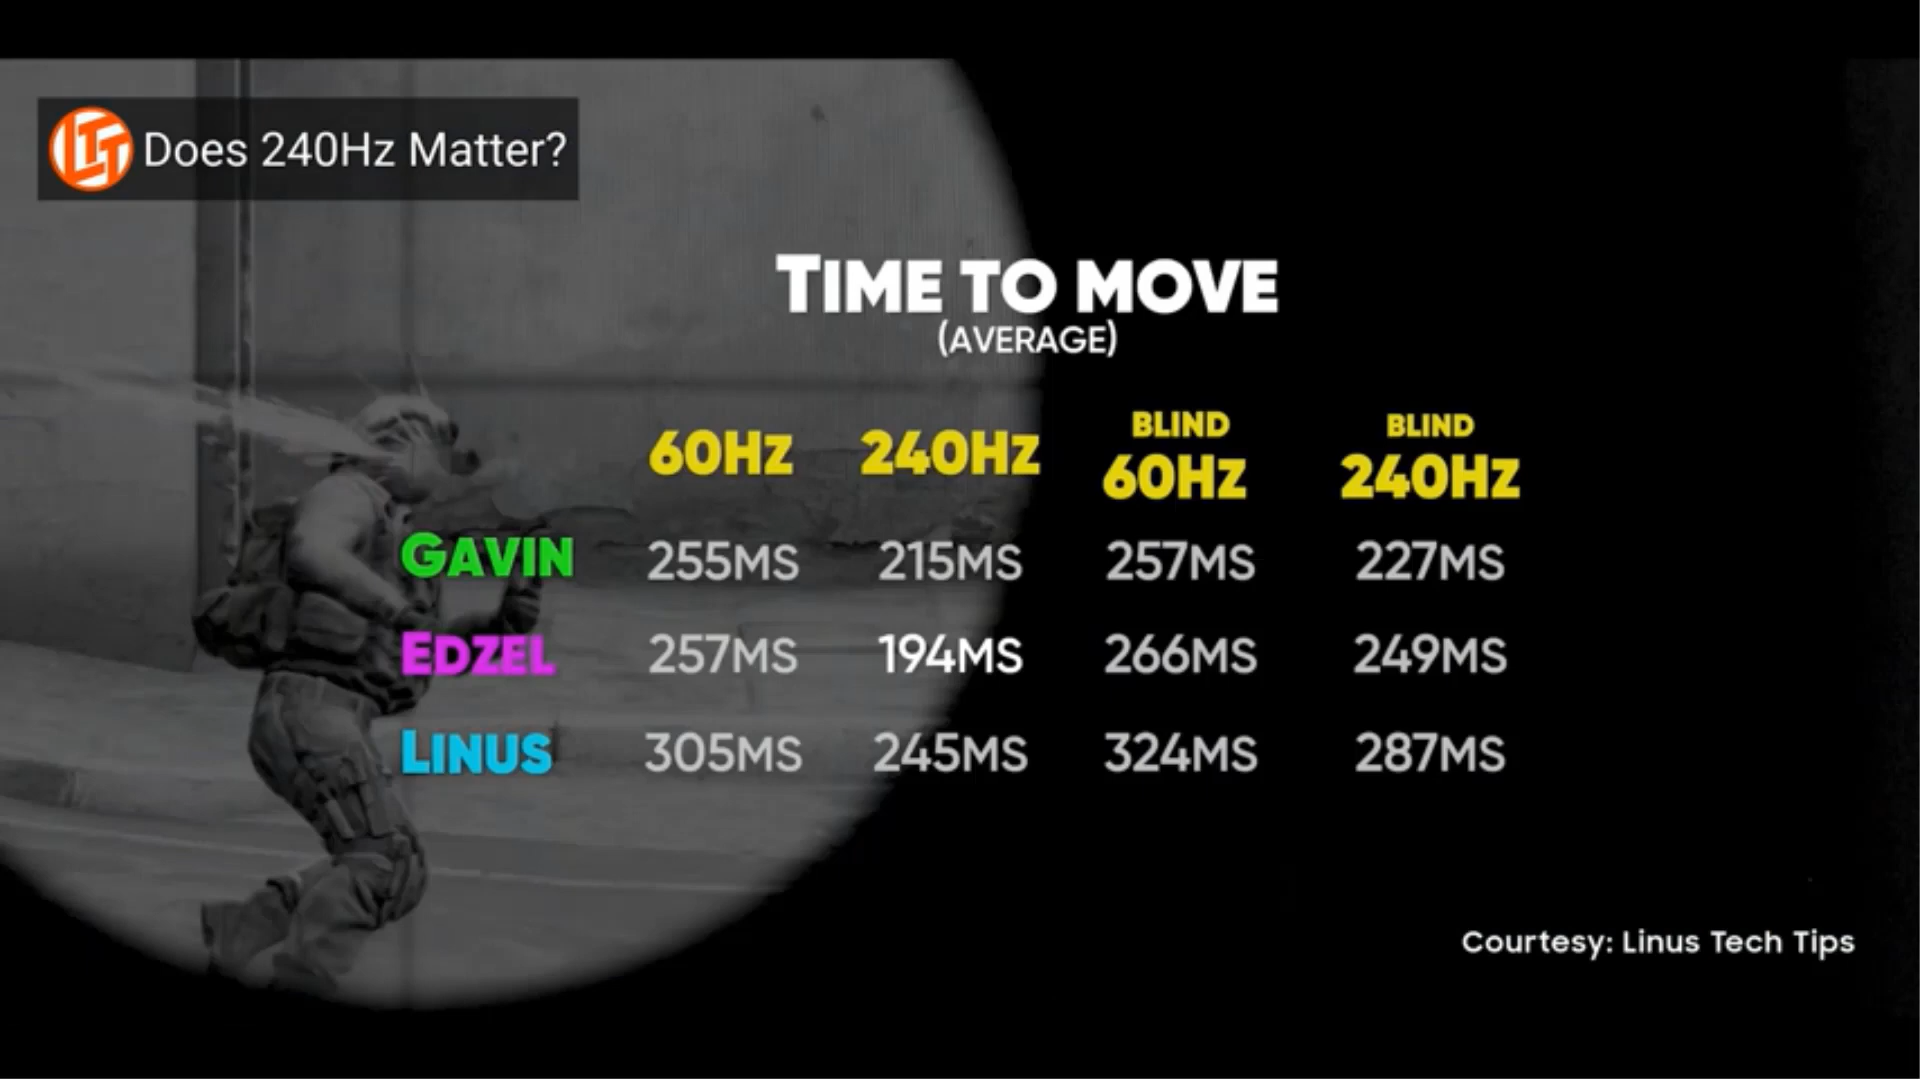 LTT Does 240Hz Matter?
TIME TO MOVE
(AVERAGE)
60HZ 240HZ BLIND 60HZ BLIND 240HZ
GAVIN 255MS 215MS 257MS 227MS
EDZEL 257MS 194MS 266MS 249MS
LINUS 305MS 245MS 324MS 287MS
Courtesy: Linus Tech Tips